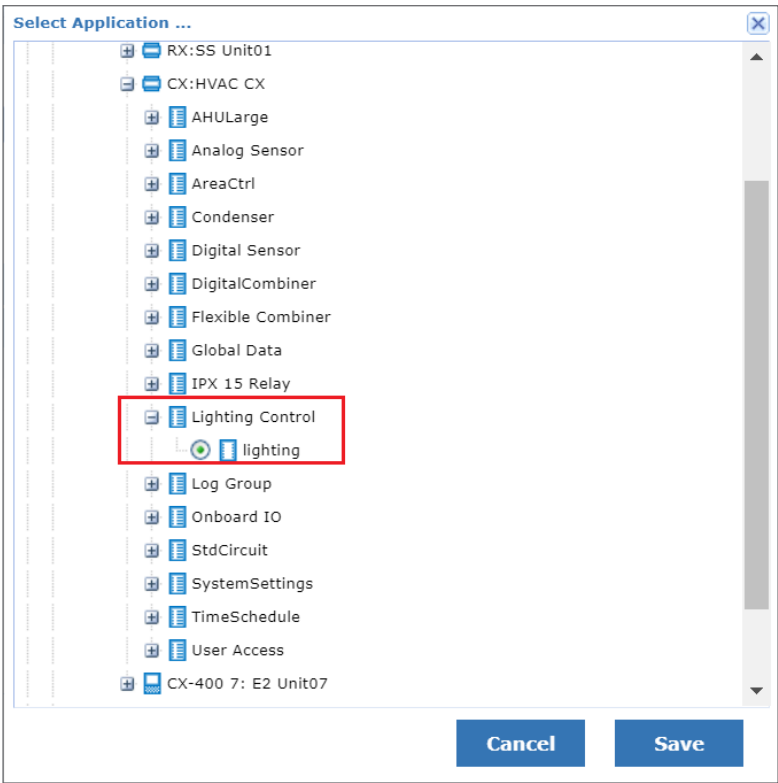 Select Application ...
RX:SS Unit01
CX:HVAC CX
AHULarge
Analog Sensor
AreaCtrl
Condenser
Digital Sensor
DigitalCombiner
Flexible Combiner
Global Data
IPX 15 Relay
Lighting Control
lighting
Log Group
Onboard IO
StdCircuit
SystemSettings
TimeSchedule
User Access
CX-400 7: E2 Unit07
Cancel Save